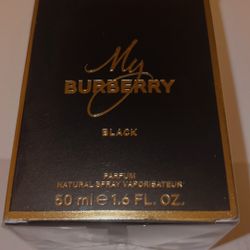 My
BURBERRY
BLACK
PARFUM
NATURAL SPRAY VAPORISATEUR
50 ml ℮ 1.6 FL. OZ.